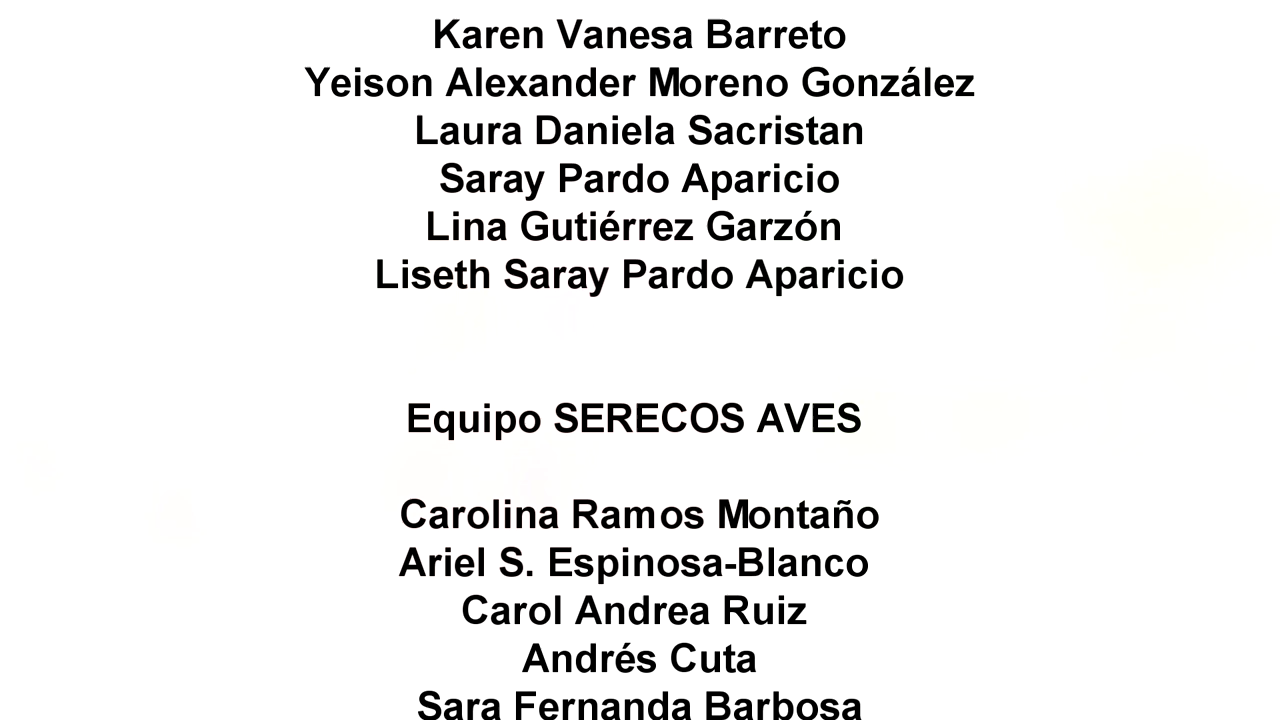 Karen Vanesa Barreto
Yeison Alexander Moreno González
Laura Daniela Sacristan
Saray Pardo Aparicio
Lina Gutiérrez Garzón
Liseth Saray Pardo Aparicio
Equipo SERECOS AVES
Carolina Ramos Montaño
Ariel S. Espinosa-Blanco
Carol Andrea Ruiz
Andrés Cuta
Sara Fernanda Barbosa